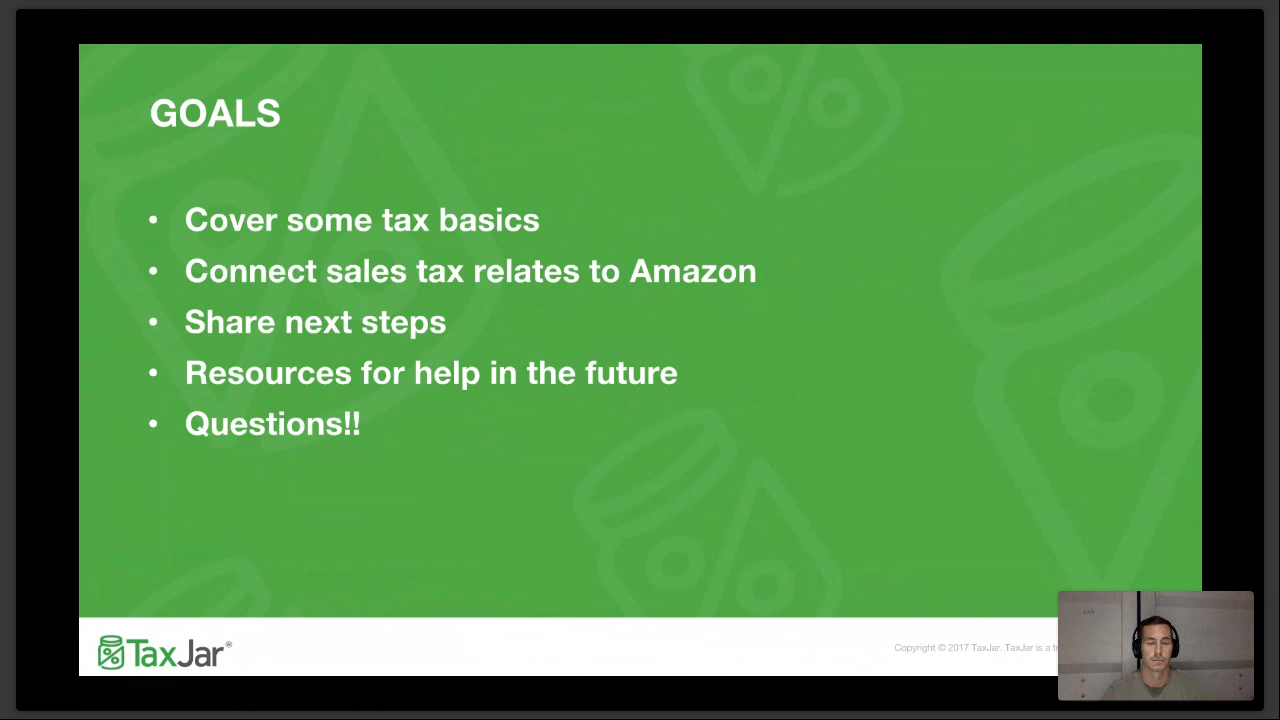 GOALS
• Cover some tax basics
• Connect sales tax relates to Amazon
• Share next steps
• Resources for help in the future
• Questions!!
TaxJar®
Copyright © 2017 TaxJar. TaxJar is a